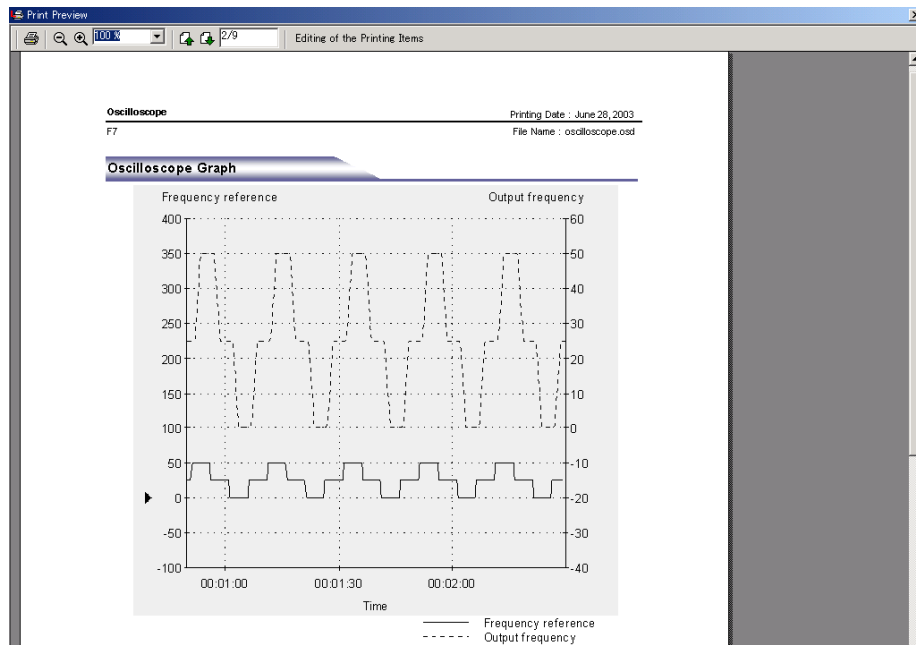 Print Preview
100 % 2/9 Editing of the Printing Items
Oscilloscope Printing Date : June 28, 2003
F7 File Name : oscilloscope.osd
Oscilloscope Graph
Frequency reference Output frequency
400 60
350 50
300 40
250 30
200 20
150 10
100 0
50 -10
0 -20
-50 -30
-100 -40
00:01:00 00:01:30 00:02:00
Time
Frequency reference
Output frequency